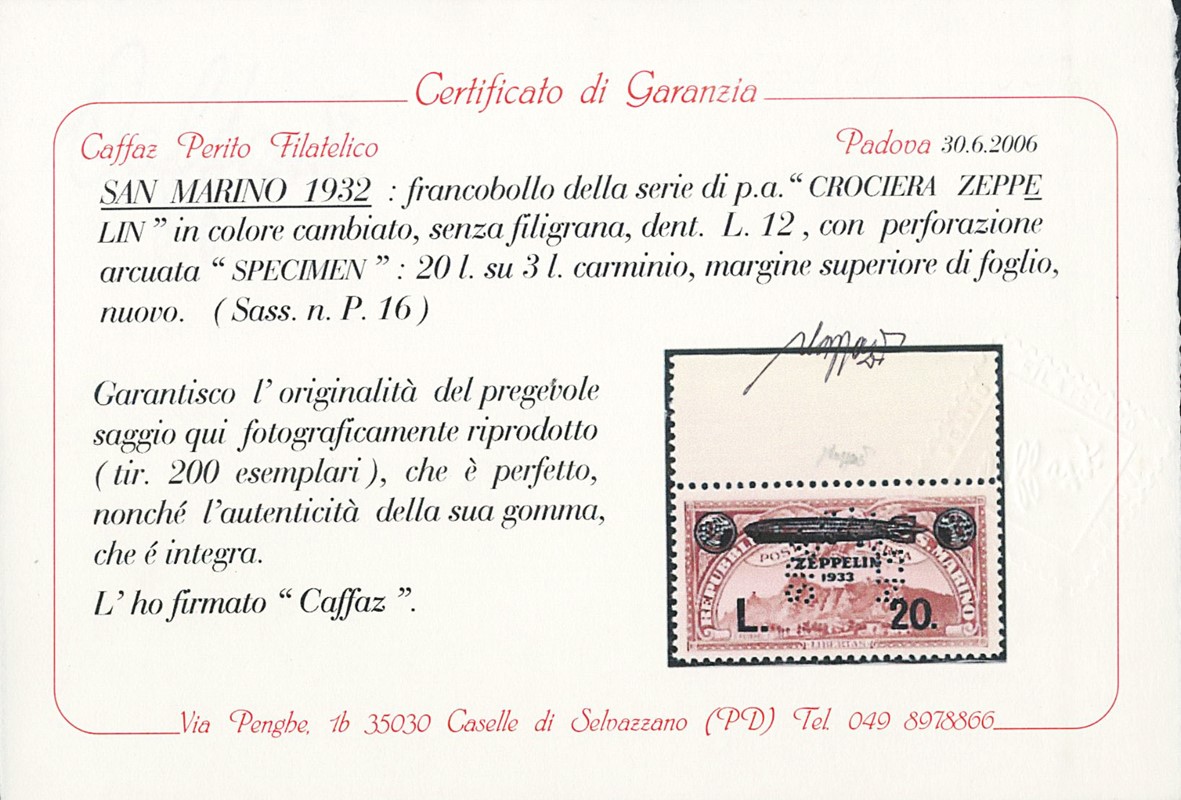 Certificato di Garanzia
Caffaz Perito Filatelico
Padova 30.6.2006
SAN MARINO 1932 : francobollo della serie di p.a. “ CROCIERA ZEPPE
LIN ” in colore cambiato, senza filigrana, dent. L. 12 , con perforazione
arcuata “ SPECIMEN ” : 20 l. su 3 l. carminio, margine superiore di foglio,
nuovo. ( Sass. n. P. 16 )
Garantisco l’ originalità del pregevole
saggio qui fotograficamente riprodotto
( tir. 200 esemplari ), che è perfetto,
nonché l’autenticità della sua gomma,
che é integra.
L’ ho firmato “ Caffaz ”.
ZEPPELIN
1933
L. 20.
LIBERTAS
Via Penghe, 1b 35030 Caselle di Selvazzano (PD) Tel. 049 8978866